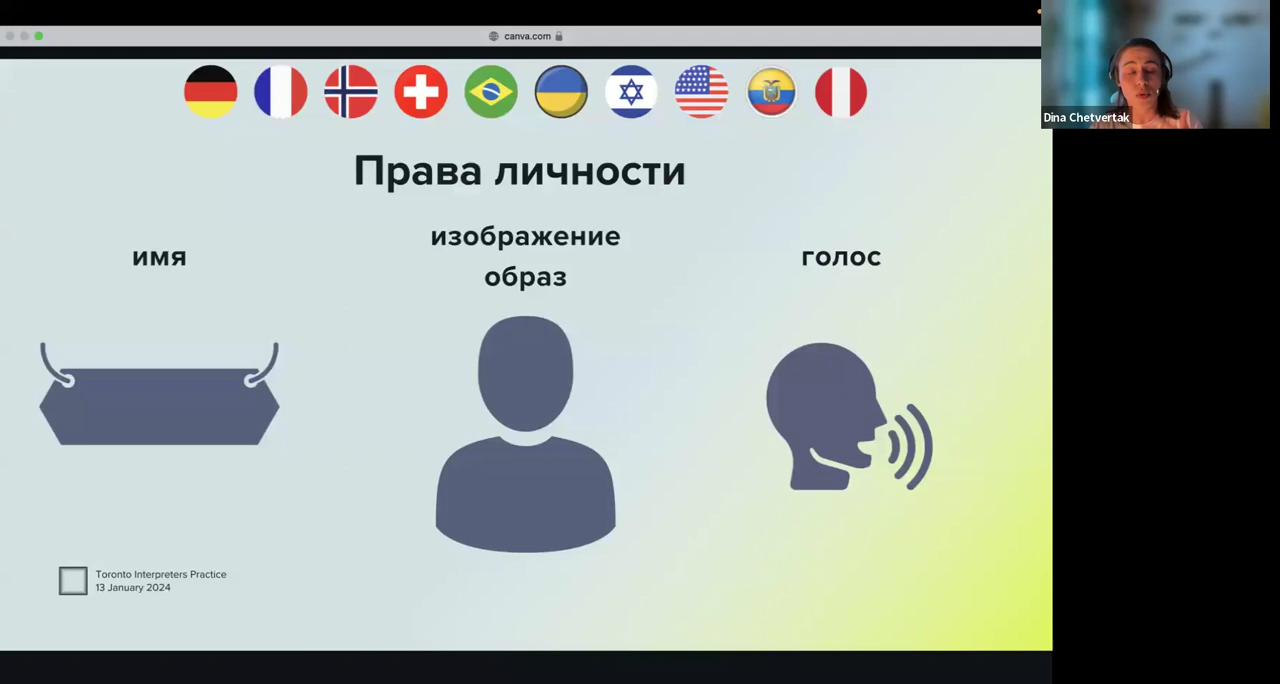 canva.com
Dina Chetvertak
Права личности
имя
изображение
образ
голос
Toronto Interpreters Practice
13 January 2024